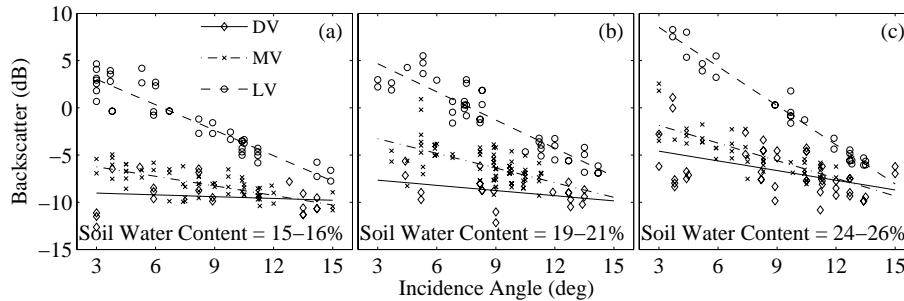 10
5
0
−5
−10
−15
Backscatter (dB)
DV
MV
LV
(a)
Soil Water Content = 15−16%
3 6 9 12 15
(b)
Soil Water Content = 19−21%
3 6 9 12 15
(c)
Soil Water Content = 24−26%
3 6 9 12 15
Incidence Angle (deg)